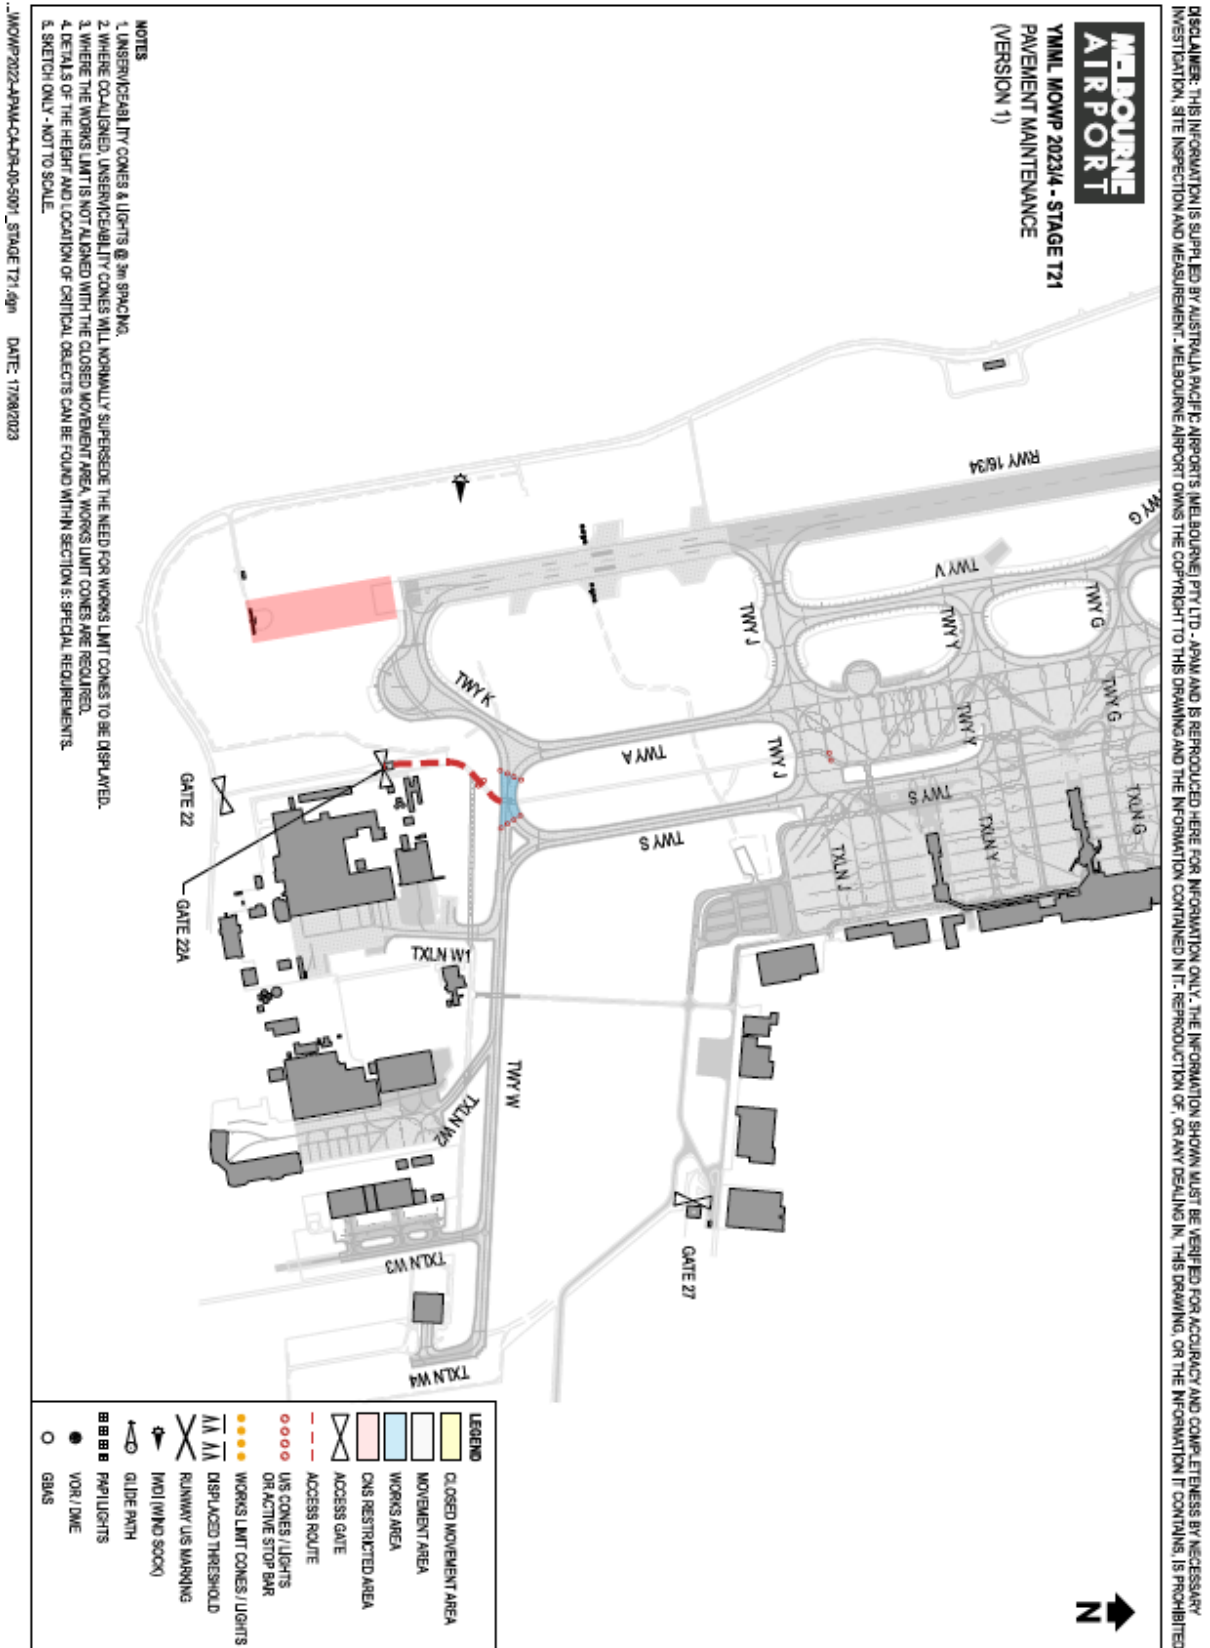 DISCLAIMER: THIS INFORMATION IS SUPPLIED BY AUSTRALIA PACIFIC AIRPORTS (MELBOURNE) PTY LTD - APAM AND IS REPRODUCED HERE FOR INFORMATION ONLY. THE INFORMATION SHOWN MUST BE VERIFIED FOR ACCURACY AND COMPLETENESS BY NECESSARY
INVESTIGATION, SITE INSPECTION AND MEASUREMENT. MELBOURNE AIRPORT OWNS THE COPYRIGHT TO THIS DRAWING AND THE INFORMATION CONTAINED IN IT. REPRODUCTION OF, OR ANY DEALING IN, THIS DRAWING, OR THE INFORMATION IT CONTAINS, IS PROHIBITED
MELBOURNE
AIRPORT
YMML MOWP 2023/4 - STAGE T21
PAVEMENT MAINTENANCE
(VERSION 1)
RWY 16/34
TWY G
TWY V
TWY G
TWY Y
TWY J
TWY G
TWY Y
TWY K
TWY A
TWY J
TWY S
TXLN G
TXLN Y
TWY S
TXLN J
GATE 22
GATE 22A
TXLN W1
TWY W
TXLN W2
GATE 27
TXLN W3
TXLN W4
N
NOTES
1. UNSERVICEABILITY CONES & LIGHTS @ 3m SPACING.
2. WHERE CO-ALIGNED, UNSERVICEABILITY CONES WILL NORMALLY SUPERSEDE THE NEED FOR WORKS LIMIT CONES TO BE DISPLAYED.
3. WHERE THE WORKS LIMIT IS NOT ALIGNED WITH THE CLOSED MOVEMENT AREA, WORKS LIMIT CONES ARE REQUIRED.
4. DETAILS OF THE HEIGHT AND LOCATION OF CRITICAL OBJECTS CAN BE FOUND WITHIN SECTION 5: SPECIAL REQUIREMENTS.
5. SKETCH ONLY - NOT TO SCALE.
LEGEND
CLOSED MOVEMENT AREA
MOVEMENT AREA
WORKS AREA
CNS RESTRICTED AREA
ACCESS GATE
ACCESS ROUTE
U/S CONES / LIGHTS
OR ACTIVE STOP BAR
WORKS LIMIT CONES / LIGHTS
DISPLACED THRESHOLD
RUNWAY U/S MARKING
IWDI (WIND SOCK)
GLIDE PATH
PAPI LIGHTS
VOR / DME
GBAS
...\MOWP2022-APAM-CA-DR-00-5001_STAGE T21.dgn DATE: 17/08/2023